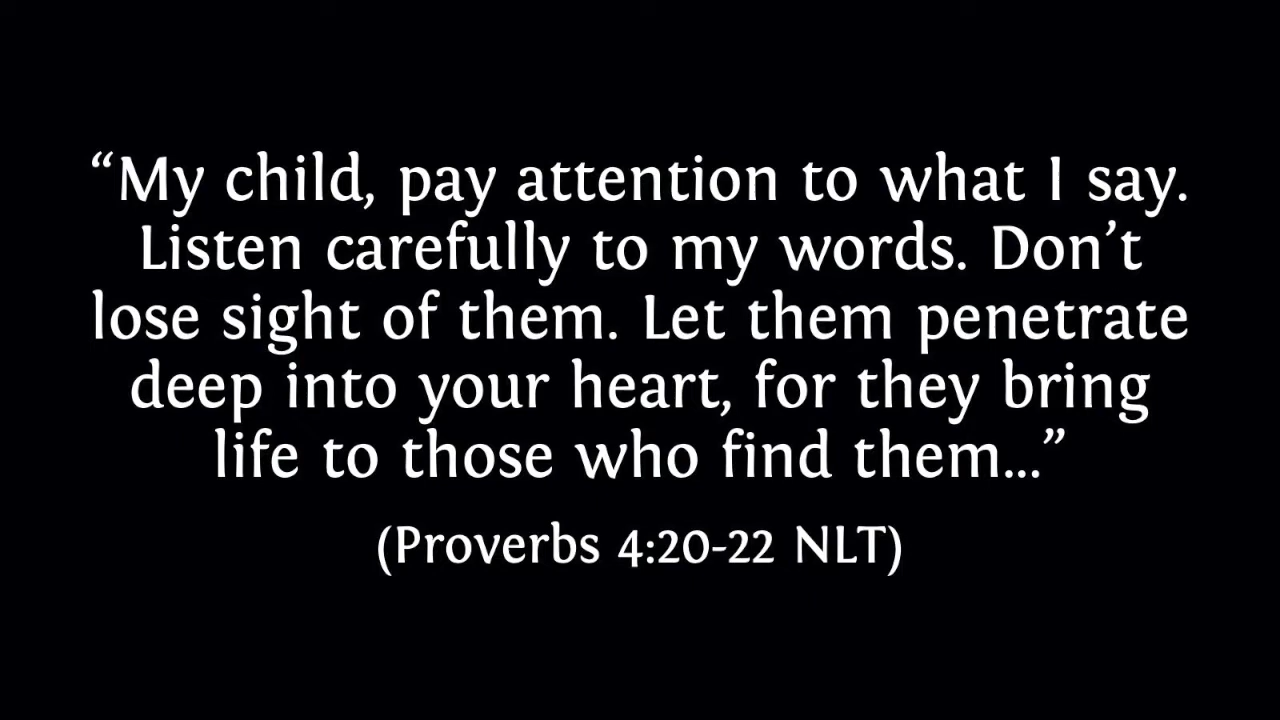 “My child, pay attention to what I say.
Listen carefully to my words. Don’t
lose sight of them. Let them penetrate
deep into your heart, for they bring
life to those who find them...”
(Proverbs 4:20-22 NLT)